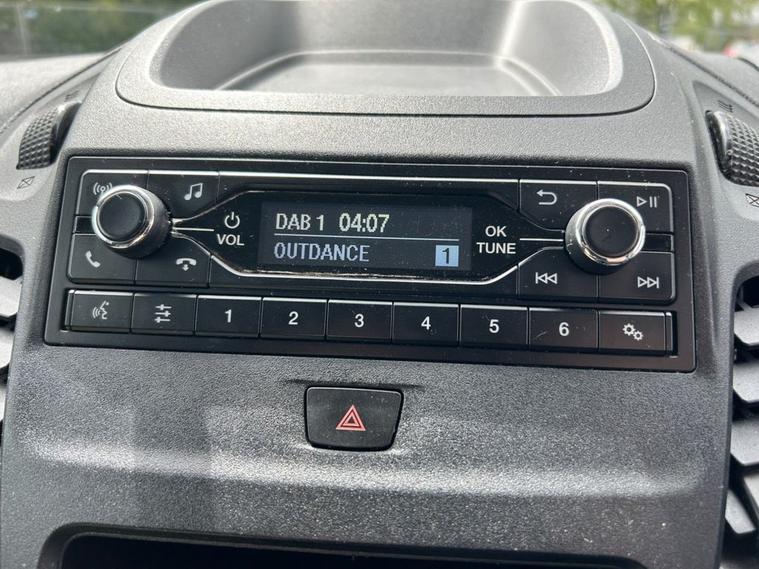 DAB 1 04:07
OUTDANCE 1
VOL
OK
TUNE
1 2 3 4 5 6